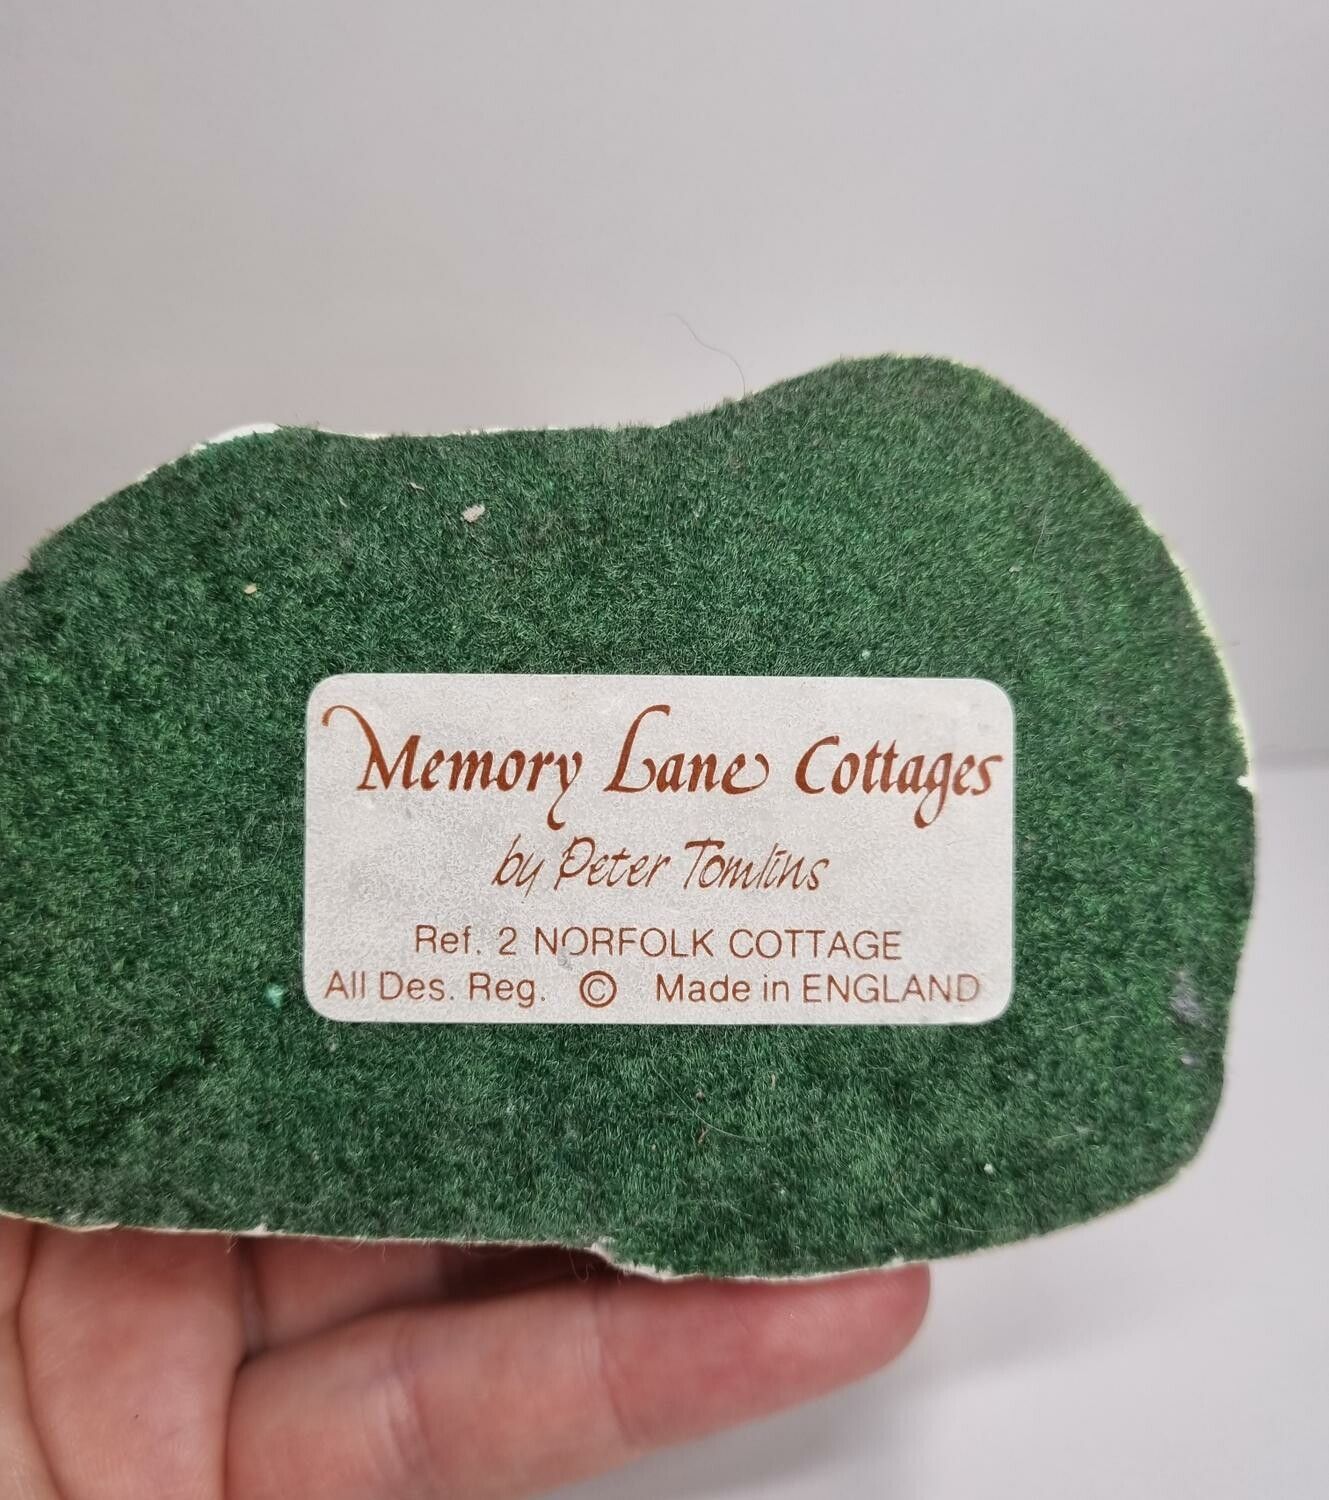 Memory Lane Cottages
by Peter Tomlins
Ref. 2 NORFOLK COTTAGE
All Des. Reg. © Made in ENGLAND